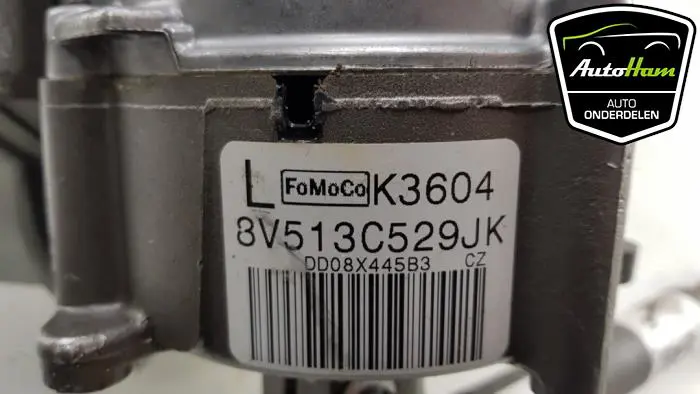 AutoHam
AUTO
ONDERDELEN
L FoMoCo K3604
8V513C529JK
DD08X445B3 CZ